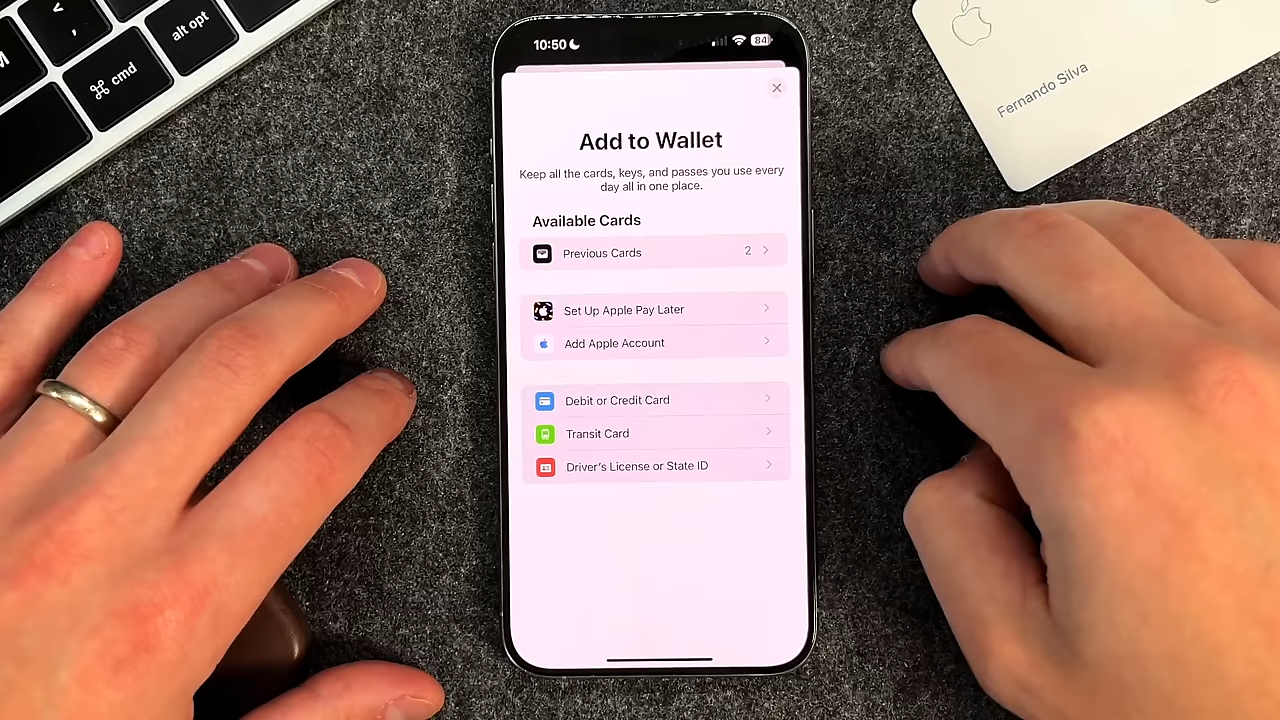 M
<
,
alt opt
⌘ cmd
10:50
84
Fernando Silva
Add to Wallet
Keep all the cards, keys, and passes you use every
day all in one place.
Available Cards
Previous Cards 2
Set Up Apple Pay Later
Add Apple Account
Debit or Credit Card
Transit Card
Driver's License or State ID